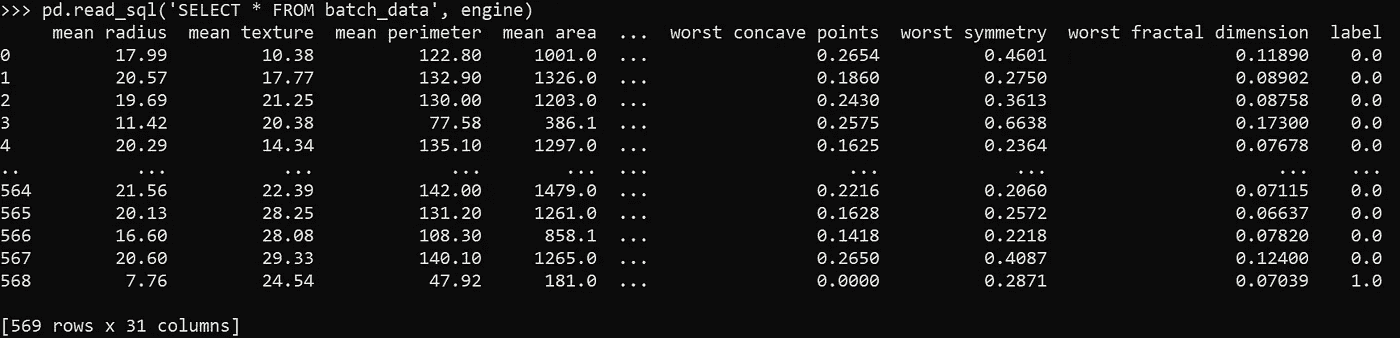 >>> pd.read_sql('SELECT * FROM batch_data', engine)
     mean radius  mean texture  mean perimeter  mean area  ...  worst concave points  worst symmetry  worst fractal dimension  label
0          17.99         10.38          122.80     1001.0  ...                0.2654          0.4601                  0.11890    0.0
1          20.57         17.77          132.90     1326.0  ...                0.1860          0.2750                  0.08902    0.0
2          19.69         21.25          130.00     1203.0  ...                0.2430          0.3613                  0.08758    0.0
3          11.42         20.38           77.58      386.1  ...                0.2575          0.6638                  0.17300    0.0
4          20.29         14.34          135.10     1297.0  ...                0.1625          0.2364                  0.07678    0.0
..           ...           ...             ...        ...  ...                   ...             ...                      ...    ...
564        21.56         22.39          142.00     1479.0  ...                0.2216          0.2060                  0.07115    0.0
565        20.13         28.25          131.20     1261.0  ...                0.1628          0.2572                  0.06637    0.0
566        16.60         28.08          108.30      858.1  ...                0.1418          0.2218                  0.07820    0.0
567        20.60         29.33          140.10     1265.0  ...                0.2650          0.4087                  0.12400    0.0
568         7.76         24.54           47.92      181.0  ...                0.0000          0.2871                  0.07039    1.0
[569 rows x 31 columns]